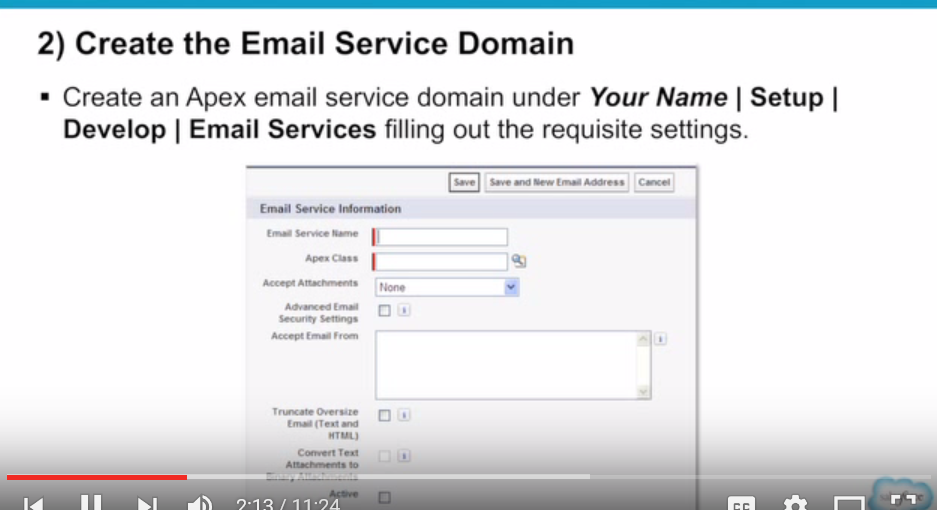 2) Create the Email Service Domain
▪ Create an Apex email service domain under Your Name | Setup |
Develop | Email Services filling out the requisite settings.
Save Save and New Email Address Cancel
Email Service Information
Email Service Name
Apex Class
Accept Attachments None
Advanced Email
Security Settings
Accept Email From
Truncate Oversize
Email (Text and
HTML)
Convert Text
Attachments to
Binary Attachments
Active
2:13 / 11:24
CC